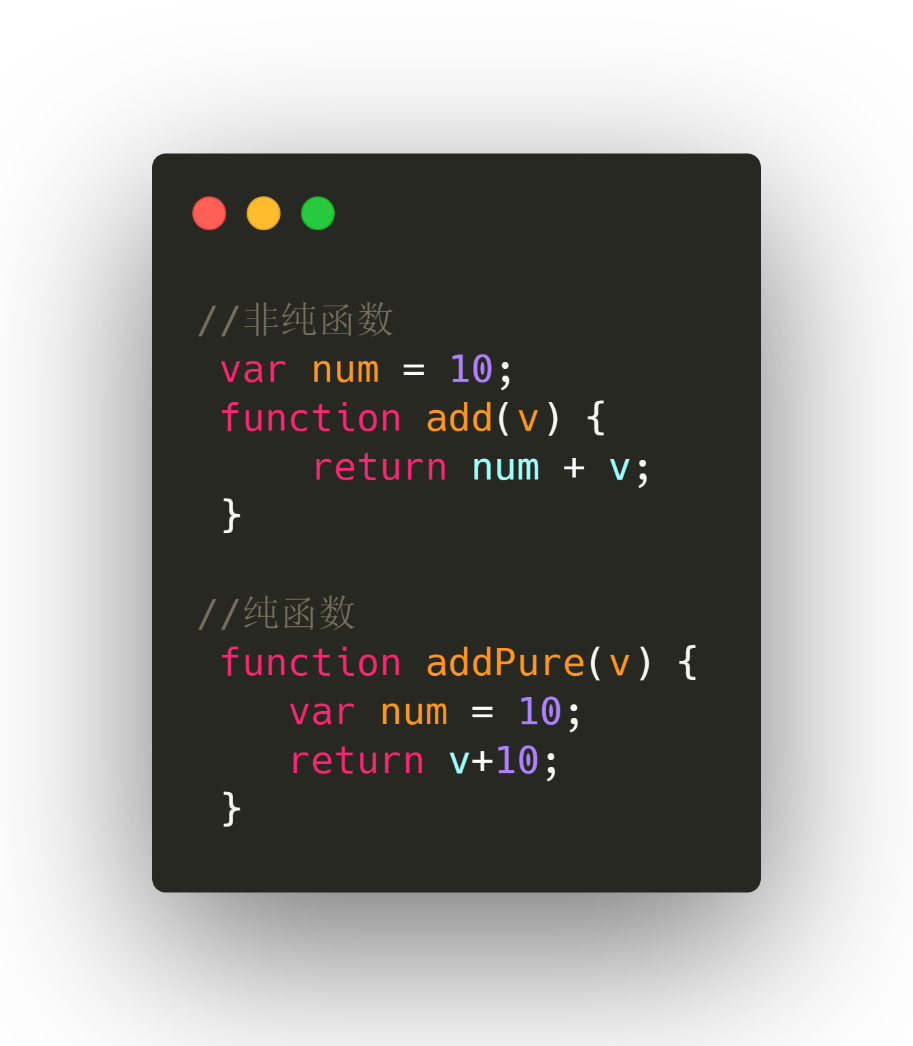 //非纯函数
var num = 10;
function add(v) {
return num + v;
}
//纯函数
function addPure(v) {
var num = 10;
return v+10;
}